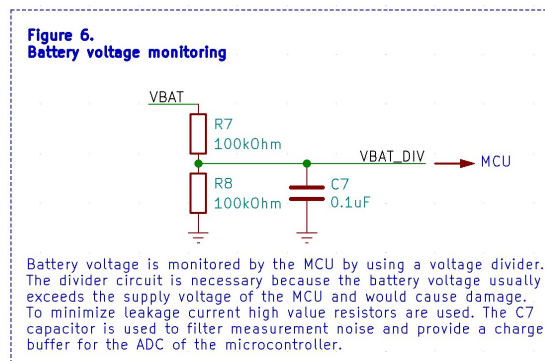 Figure 6.
Battery voltage monitoring
VBAT
R7
100kOhm
VBAT_DIV
MCU
R8
100kOhm
C7
0.1uF
Battery voltage is monitored by the MCU by using a voltage divider.
The divider circuit is necessary because the battery voltage usually
exceeds the supply voltage of the MCU and would cause damage.
To minimize leakage current high value resistors are used. The C7
capacitor is used to filter measurement noise and provide a charge
buffer for the ADC of the microcontroller.